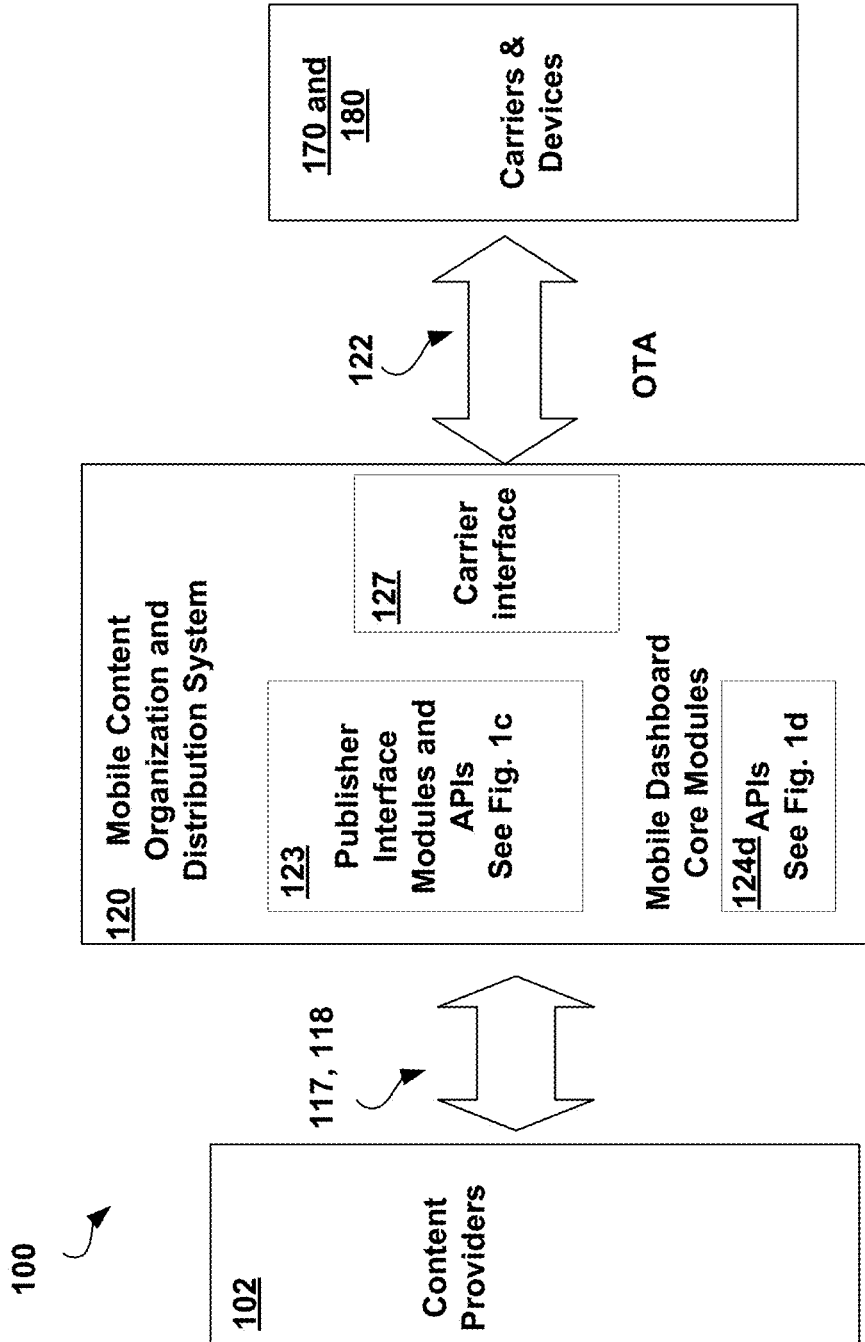 100
102
Content
Providers
117, 118
120 Mobile Content
Organization and
Distribution System
123
Publisher
Interface
Modules and
APIs
See Fig. 1c
127
Carrier
interface
Mobile Dashboard
Core Modules
124d APIs
See Fig. 1d
122
OTA
170 and
180
Carriers &
Devices